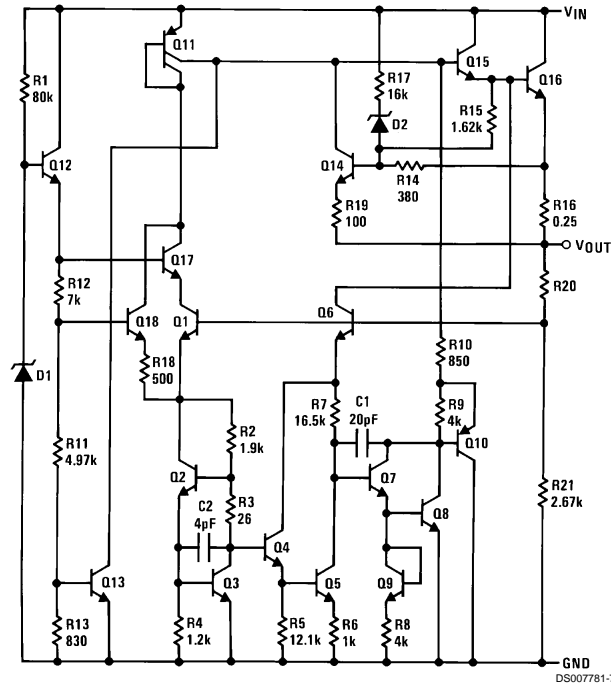 VIN
Q11
Q15
Q16
R1
80k
R17
16k
D2
R15
1.62k
Q12
Q14
R14
380
R19
100
R16
0.25
VOUT
R12
7k
Q17
R20
Q18
Q1
Q6
R18
500
R10
850
R7
16.5k
C1
20pF
R9
4k
Q10
D1
R11
4.97k
R2
1.9k
Q2
Q7
R3
26
Q8
R21
2.67k
C2
4pF
Q4
Q13
Q3
Q5
Q9
R13
830
R4
1.2k
R5
12.1k
R6
1k
R8
4k
GND